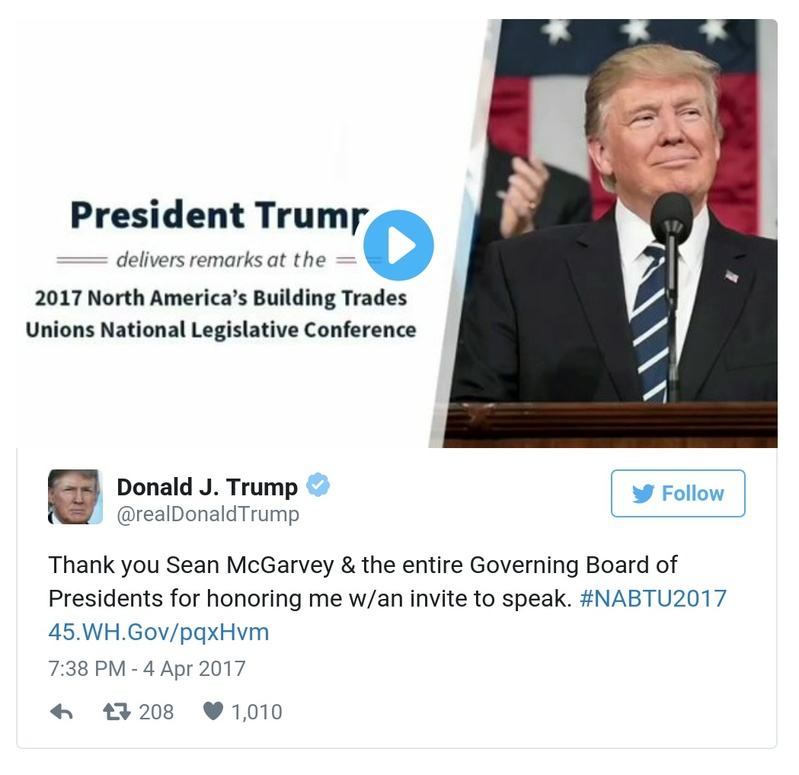 President Trump
delivers remarks at the
2017 North America's Building Trades
Unions National Legislative Conference
Donald J. Trump
@realDonaldTrump
Follow
Thank you Sean McGarvey & the entire Governing Board of
Presidents for honoring me w/an invite to speak. #NABTU2017
45.WH.Gov/pqxHvm
7:38 PM - 4 Apr 2017
208 1,010